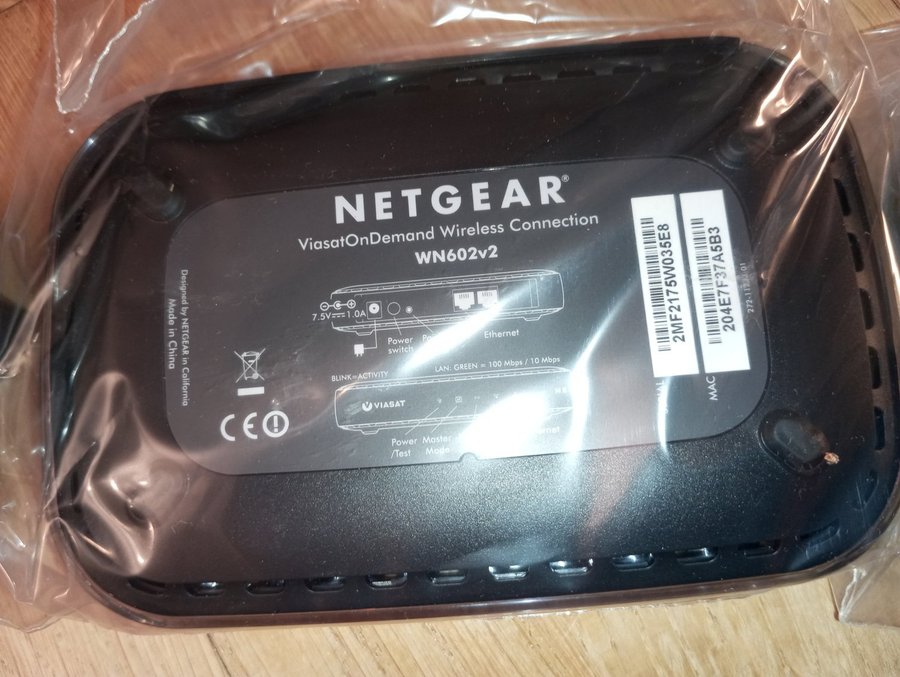 NETGEAR®
ViasatOnDemand Wireless Connection
WN602v2
7.5V 1.0A
Power
switch
Ethernet
BLINK=ACTIVITY
LAN: GREEN = 100 Mbps / 10 Mbps
VIASAT
Power
/Test
Master
Mode
Designed by NETGEAR in California
Made in China
CE
2MF2175W035E8
MAC
204E7F37A5B3